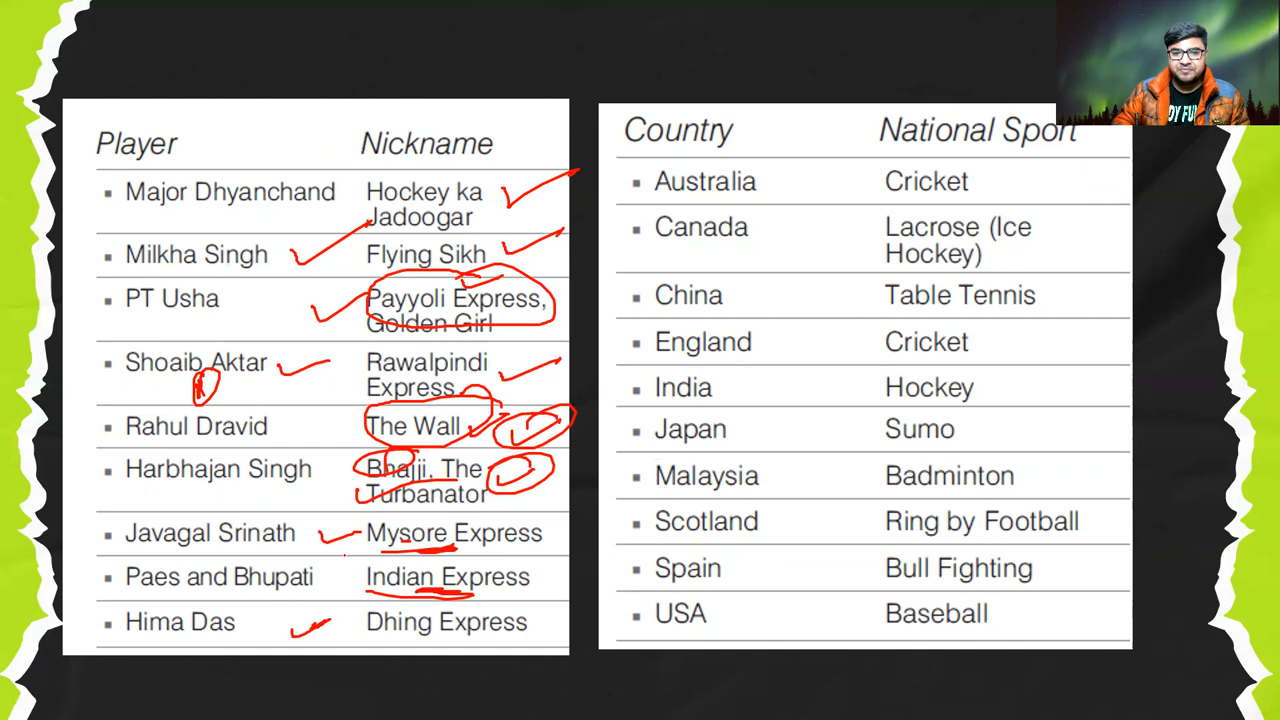 Player Nickname
Major Dhyanchand Hockey ka
Jadoogar
Milkha Singh Flying Sikh
PT Usha Payyoli Express,
Golden Girl
Shoaib Aktar Rawalpindi
Express
Rahul Dravid The Wall
Harbhajan Singh Bhajji, The
Turbanator
Javagal Srinath Mysore Express
Paes and Bhupati Indian Express
Hima Das Dhing Express
Country National Sport
Australia Cricket
Canada Lacrose (Ice
Hockey)
China Table Tennis
England Cricket
India Hockey
Japan Sumo
Malaysia Badminton
Scotland Ring by Football
Spain Bull Fighting
USA Baseball